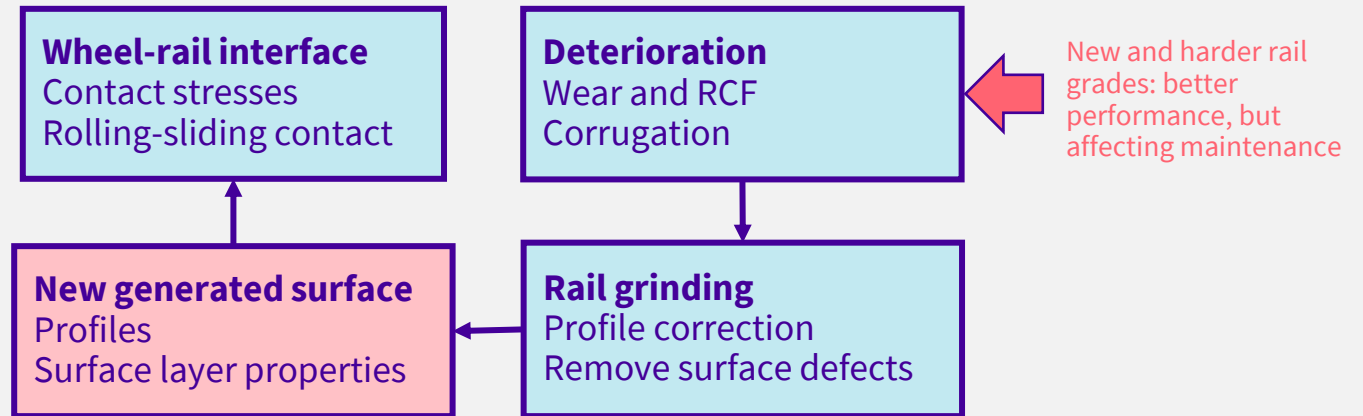 Wheel-rail interface
Contact stresses
Rolling-sliding contact
Deterioration
Wear and RCF
Corrugation
New and harder rail
grades: better
performance, but
affecting maintenance
New generated surface
Profiles
Surface layer properties
Rail grinding
Profile correction
Remove surface defects